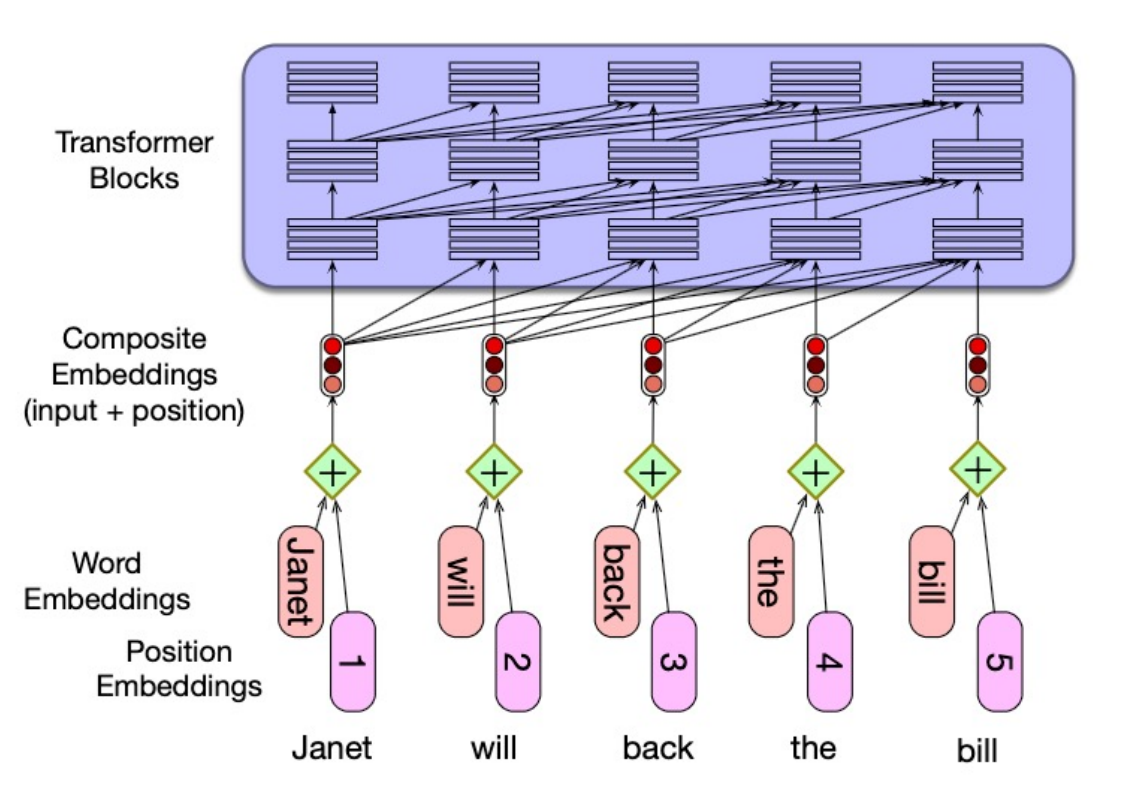 Transformer
Blocks
Composite
Embeddings
(input + position)
+ + + + +
Word
Embeddings
Janet will back the bill
Position
Embeddings
1 2 3 4 5
Janet will back the bill